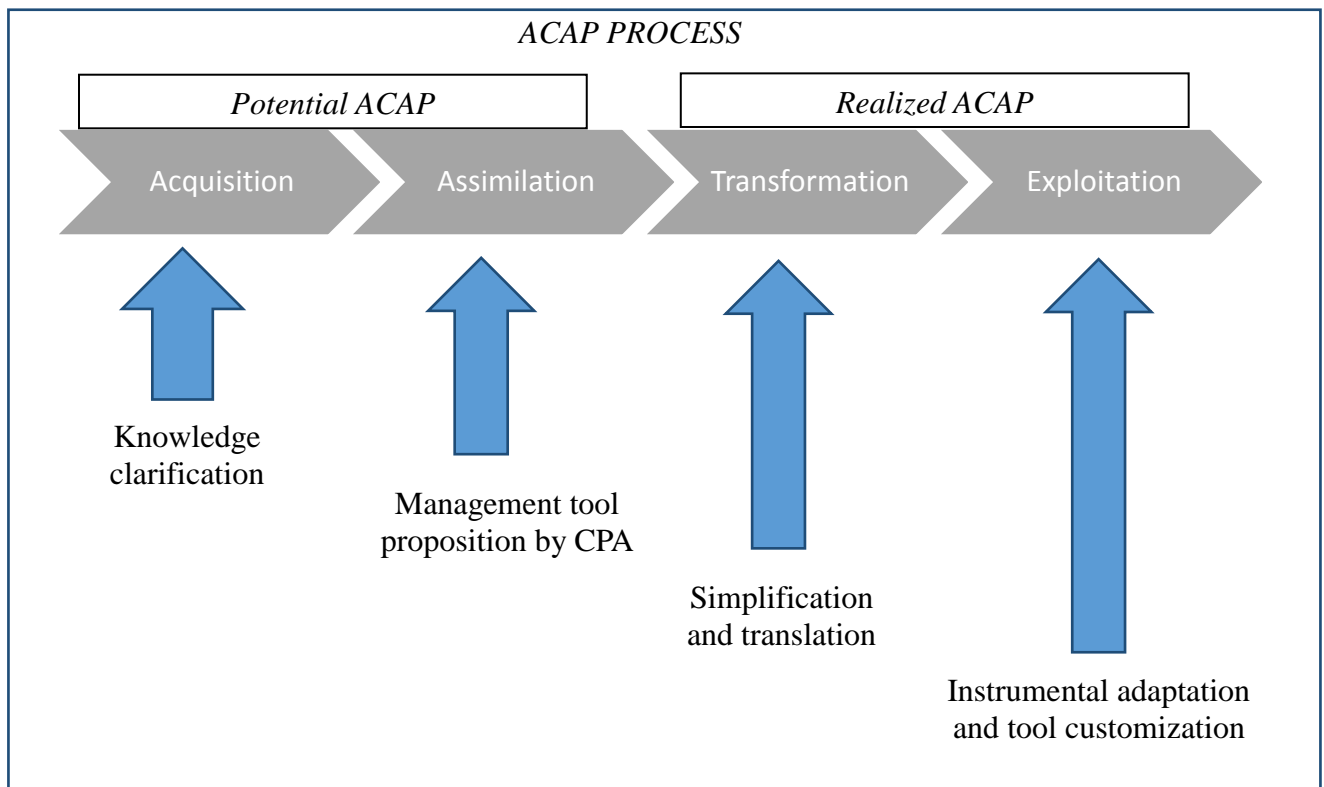 ACAP PROCESS
Potential ACAP
Realized ACAP
Acquisition
Assimilation
Transformation
Exploitation
Knowledge
clarification
Management tool
proposition by CPA
Simplification
and translation
Instrumental adaptation
and tool customization